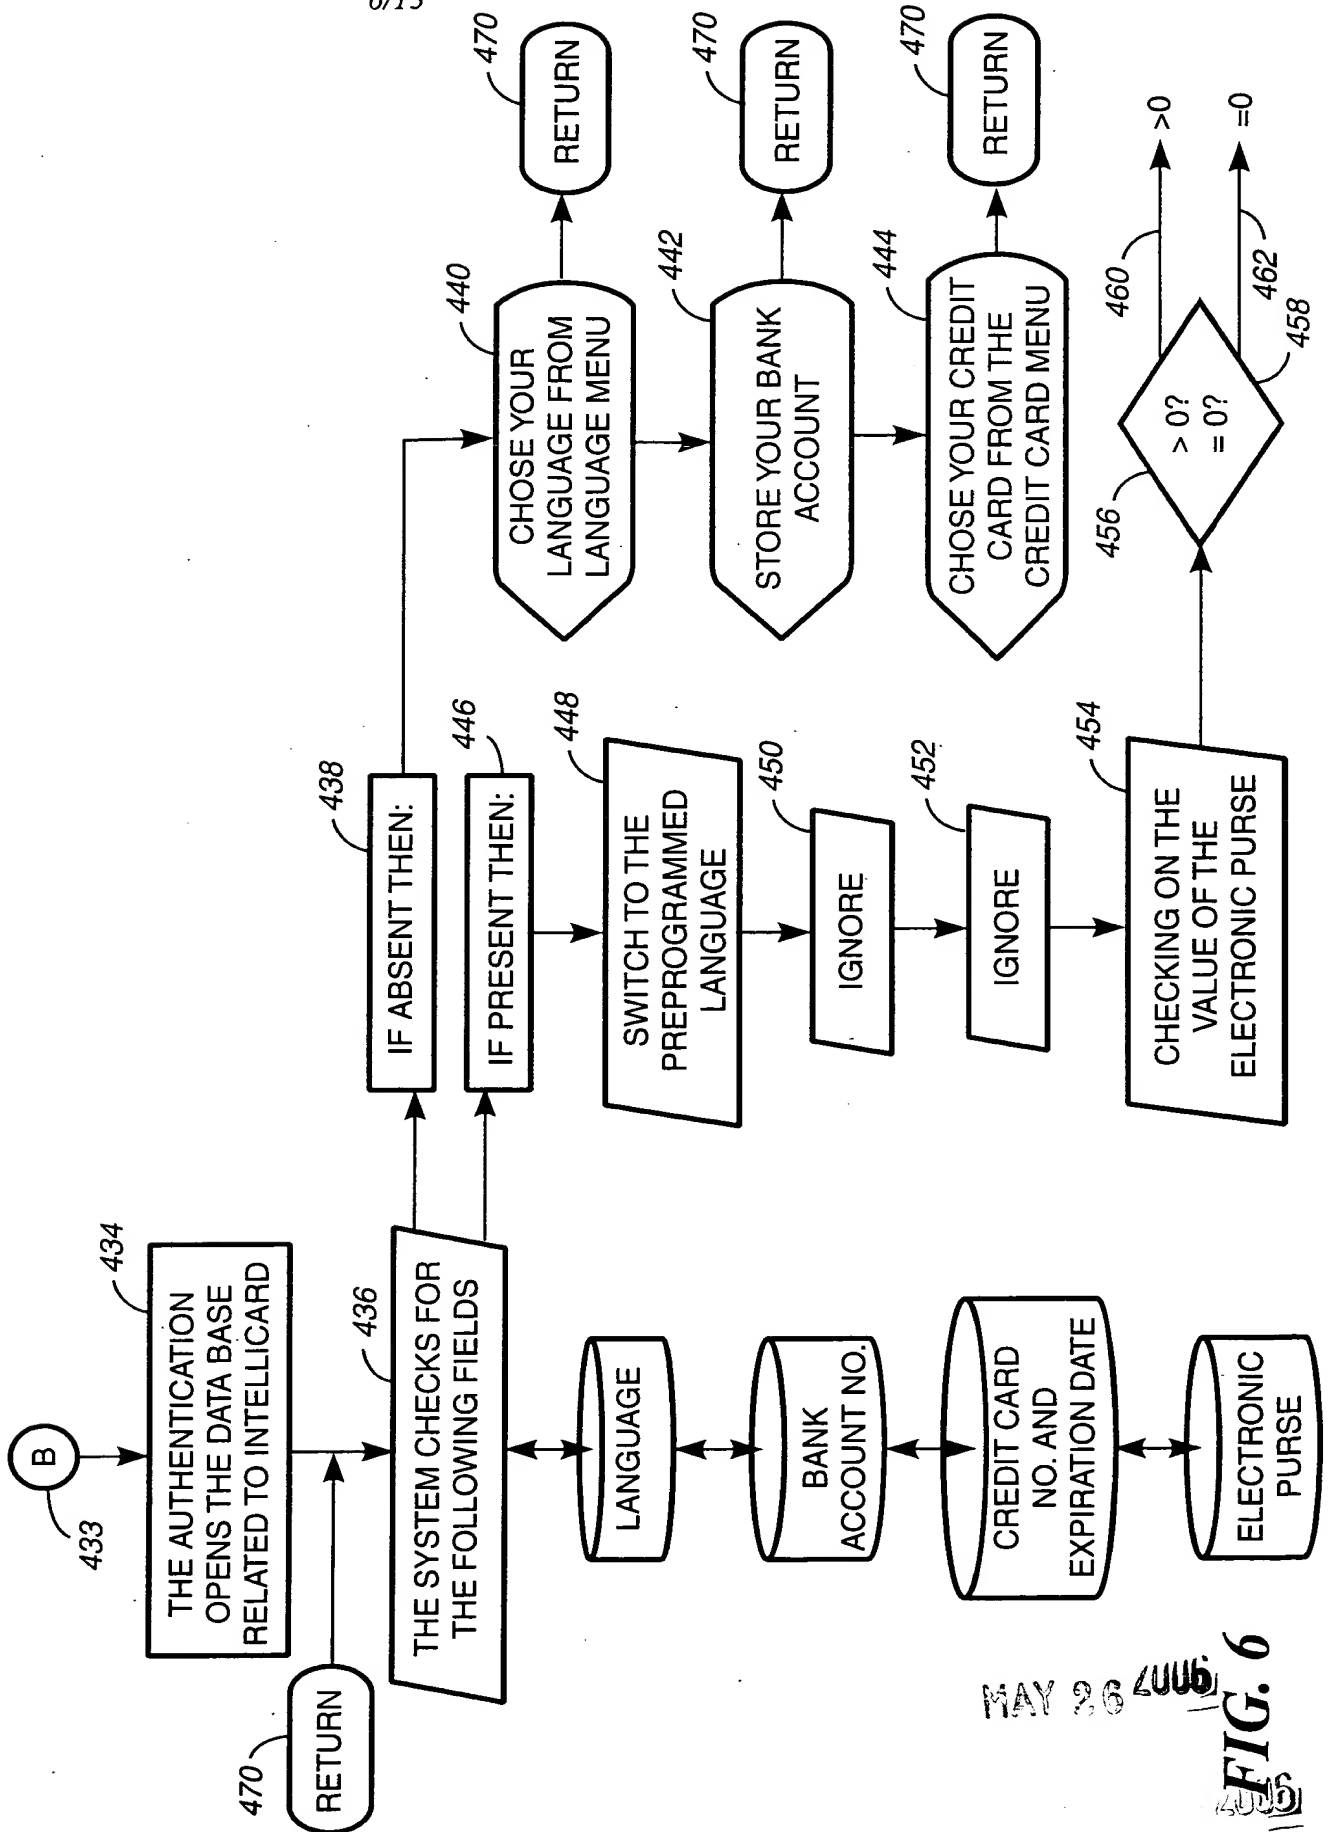 6/15
B
433
434
THE AUTHENTICATION
OPENS THE DATA BASE
RELATED TO INTELLICARD
470
RETURN
436
THE SYSTEM CHECKS FOR
THE FOLLOWING FIELDS
LANGUAGE
BANK
ACCOUNT NO.
CREDIT CARD
NO. AND
EXPIRATION DATE
ELECTRONIC
PURSE
438
IF ABSENT THEN:
446
IF PRESENT THEN:
448
SWITCH TO THE
PREPROGRAMMED
LANGUAGE
450
IGNORE
452
IGNORE
454
CHECKING ON THE
VALUE OF THE
ELECTRONIC PURSE
440
CHOSE YOUR
LANGUAGE FROM
LANGUAGE MENU
470
RETURN
442
STORE YOUR BANK
ACCOUNT
470
RETURN
444
CHOSE YOUR CREDIT
CARD FROM THE
CREDIT CARD MENU
470
RETURN
456
> 0?
= 0?
458
460
>0
462
=0
MAY 26 2006
FIG. 6
2006